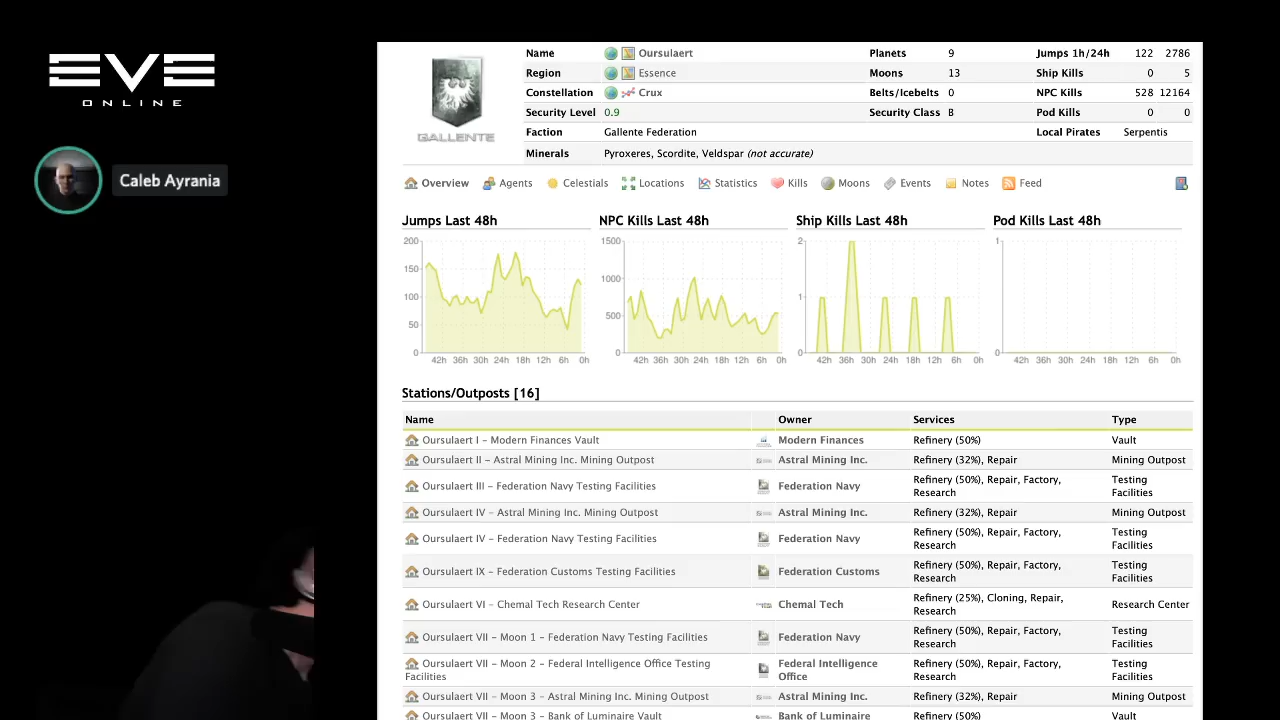 EVE
ONLINE
Caleb Ayrania
GALLENTE
Name Oursulaert Planets 9 Jumps 1h/24h 122 2786
Region Essence Moons 13 Ship Kills 0 5
Constellation Crux Belts/Icebelts 0 NPC Kills 528 12164
Security Level 0.9 Security Class B Pod Kills 0 0
Faction Gallente Federation Local Pirates Serpentis
Minerals Pyroxeres, Scordite, Veldspar (not accurate)
Overview Agents Celestials Locations Statistics Kills Moons Events Notes Feed
Jumps Last 48h NPC Kills Last 48h Ship Kills Last 48h Pod Kills Last 48h
200 1500 2 1
150
1000
100 1
500
50
0 0 0 0
42h 36h 30h 24h 18h 12h 6h 0h 42h 36h 30h 24h 18h 12h 6h 0h 42h 36h 30h 24h 18h 12h 6h 0h 42h 36h 30h 24h 18h 12h 6h 0h
Stations/Outposts [16]
Name Owner Services Type
Oursulaert I - Modern Finances Vault Modern Finances Refinery (50%) Vault
Oursulaert II - Astral Mining Inc. Mining Outpost Astral Mining Inc. Refinery (32%), Repair Mining Outpost
Oursulaert III - Federation Navy Testing Facilities Federation Navy Refinery (50%), Repair, Factory, Testing
Research Facilities
Oursulaert IV - Astral Mining Inc. Mining Outpost Astral Mining Inc. Refinery (32%), Repair Mining Outpost
Oursulaert IV - Federation Navy Testing Facilities Federation Navy Refinery (50%), Repair, Factory, Testing
Research Facilities
Oursulaert IX - Federation Customs Testing Facilities Federation Customs Refinery (50%), Repair, Factory, Testing
Research Facilities
Oursulaert VI - Chemal Tech Research Center Chemal Tech Refinery (25%), Cloning, Repair, Research Center
Research
Oursulaert VII - Moon 1 - Federation Navy Testing Facilities Federation Navy Refinery (50%), Repair, Factory, Testing
Research Facilities
Oursulaert VII - Moon 2 - Federal Intelligence Office Testing Federal Intelligence Refinery (50%), Repair, Factory, Testing
Facilities Office Research Facilities
Oursulaert VII - Moon 3 - Astral Mining Inc. Mining Outpost Astral Mining Inc. Refinery (32%), Repair Mining Outpost
Oursulaert VII - Moon 3 - Bank of Luminaire Vault Bank of Luminaire Refinery (50%) Vault